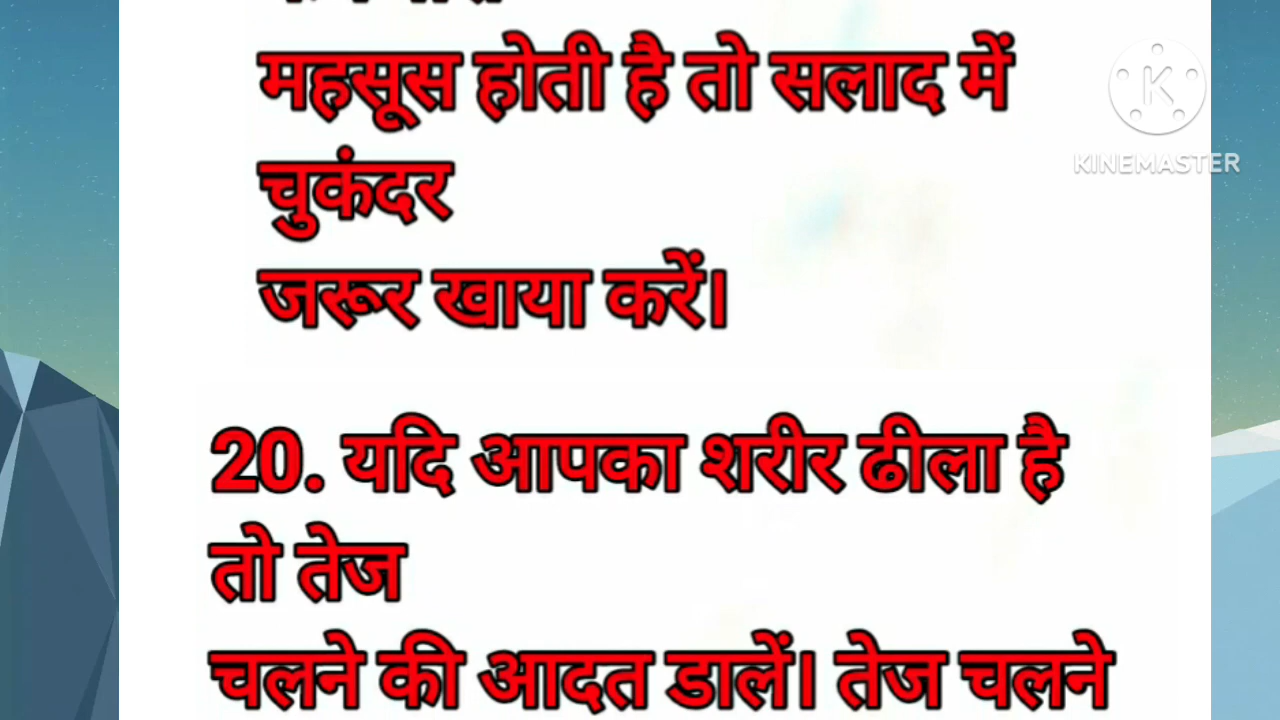 महसूस होती है तो सलाद में
चुकंदर
जरूर खाया करें।
20. यदि आपका शरीर ढीला है
तो तेज
चलने की आदत डालें। तेज चलने
K
KINEMASTER